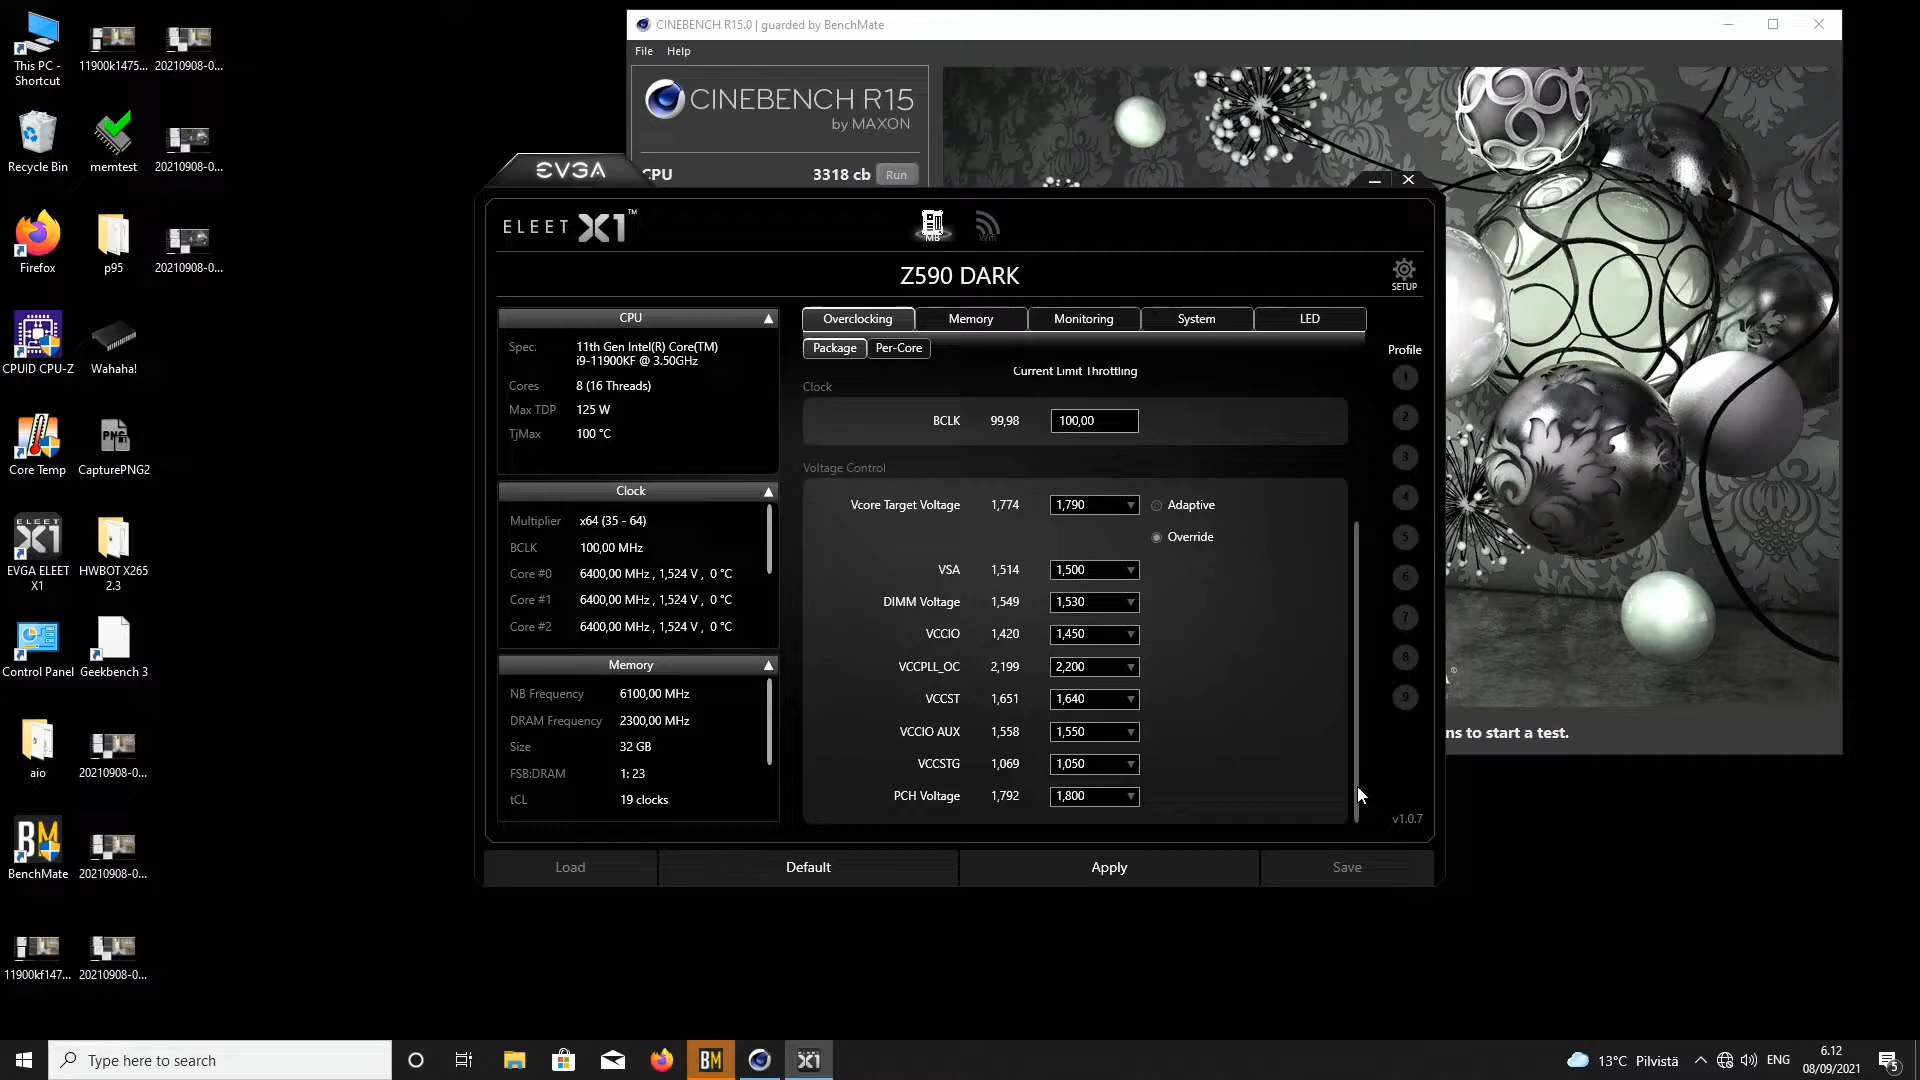 This PC - Shortcut
11900k1475...
20210908-0...
Recycle Bin
memtest
20210908-0...
Firefox
p95
20210908-0...
CPUID CPU-Z
Wahaha!
Core Temp
PNG
CapturePNG2
ELEET X1
EVGA ELEET X1
HWBOT X265 2.3
Control Panel
Geekbench 3
aio
20210908-0...
BM
BenchMate
20210908-0...
11900kf147...
20210908-0...
CINEBENCH R15.0 | guarded by BenchMate
File Help
CINEBENCH R15
by MAXON
CPU 3318 cb Run
ns to start a test.
EVGA
ELEET X1™
MB
Wifi
Z590 DARK
SETUP
CPU
Spec. 11th Gen Intel(R) Core(TM)
i9-11900KF @ 3.50GHz
Cores 8 (16 Threads)
Max TDP 125 W
TjMax 100 °C
Clock
Multiplier x64 (35 - 64)
BCLK 100,00 MHz
Core #0 6400,00 MHz , 1,524 V , 0 °C
Core #1 6400,00 MHz , 1,524 V , 0 °C
Core #2 6400,00 MHz , 1,524 V , 0 °C
Memory
NB Frequency 6100,00 MHz
DRAM Frequency 2300,00 MHz
Size 32 GB
FSB:DRAM 1: 23
tCL 19 clocks
Overclocking Memory Monitoring System LED
Package Per-Core
Current Limit Throttling
Clock
BCLK 99,98 100,00
Voltage Control
Vcore Target Voltage 1,774 1,790 Adaptive
Override
VSA 1,514 1,500
DIMM Voltage 1,549 1,530
VCCIO 1,420 1,450
VCCPLL_OC 2,199 2,200
VCCST 1,651 1,640
VCCIO AUX 1,558 1,550
VCCSTG 1,069 1,050
PCH Voltage 1,792 1,800
Profile
1
2
3
4
5
6
7
8
9
v1.0.7
Load Default Apply Save
Type here to search
BM
X1
13°C Pilvistä
ENG
6.12
08/09/2021
5